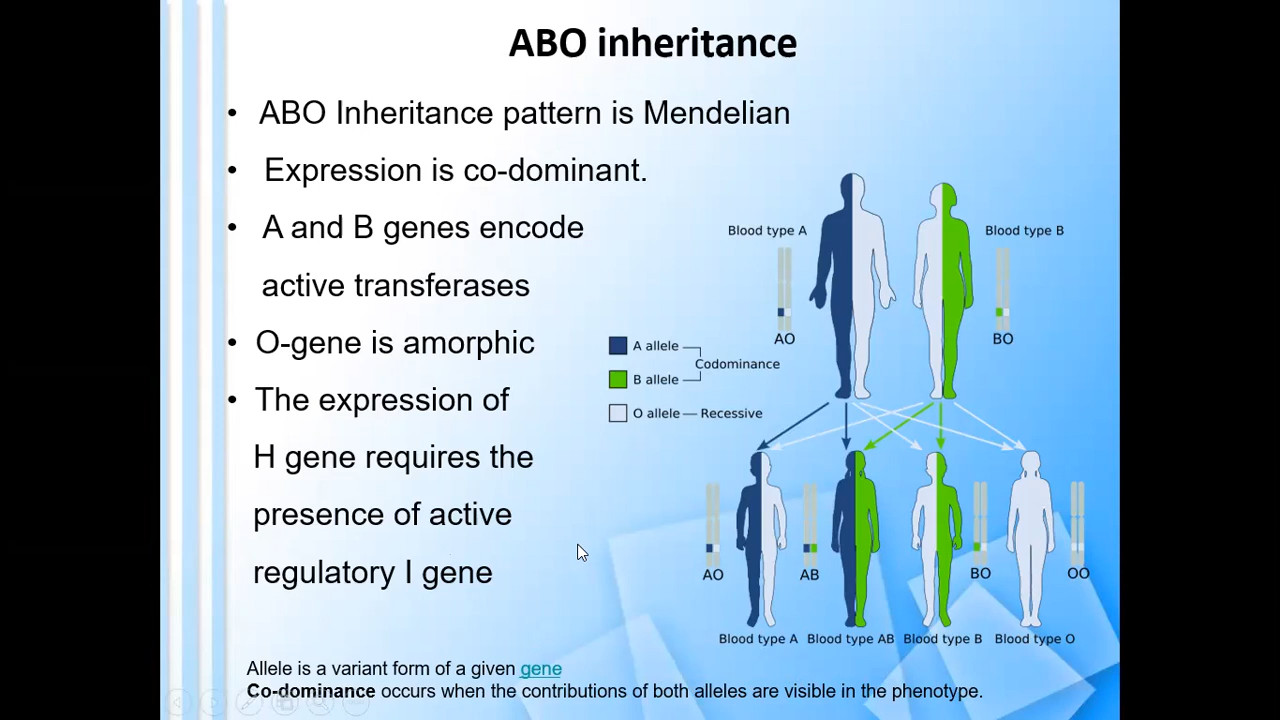 ABO inheritance
• ABO Inheritance pattern is Mendelian
• Expression is co-dominant.
• A and B genes encode
active transferases
• O-gene is amorphic
• The expression of
H gene requires the
presence of active
regulatory I gene
Blood type A
Blood type B
AO
BO
A allele
Codominance
B allele
O allele — Recessive
AO
AB
BO
OO
Blood type A
Blood type AB
Blood type B
Blood type O
Allele is a variant form of a given gene
Co-dominance occurs when the contributions of both alleles are visible in the phenotype.